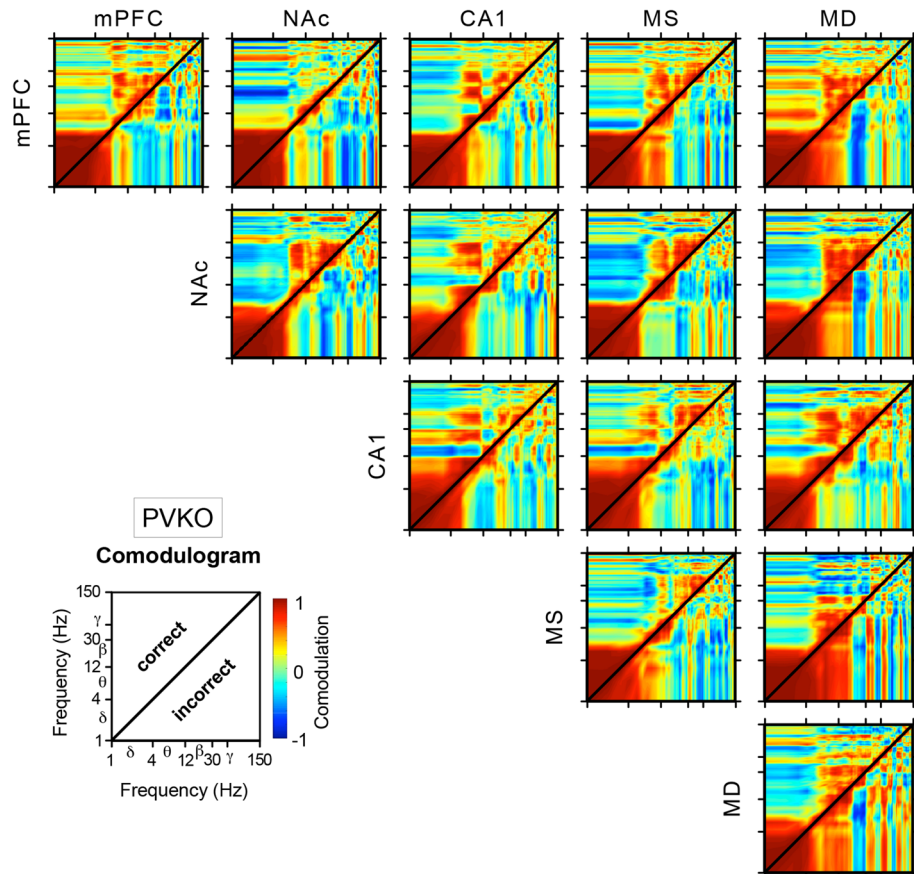 mPFC NAc CA1 MS MD
mPFC
NAc
CA1
MS
MD
PVKO
Comodulogram
150
γ
30
β
12
θ
4
δ
1
Frequency (Hz)
correct
incorrect
1 δ 4 θ 12 β 30 γ 150
Frequency (Hz)
1
0
-1
Comodulation